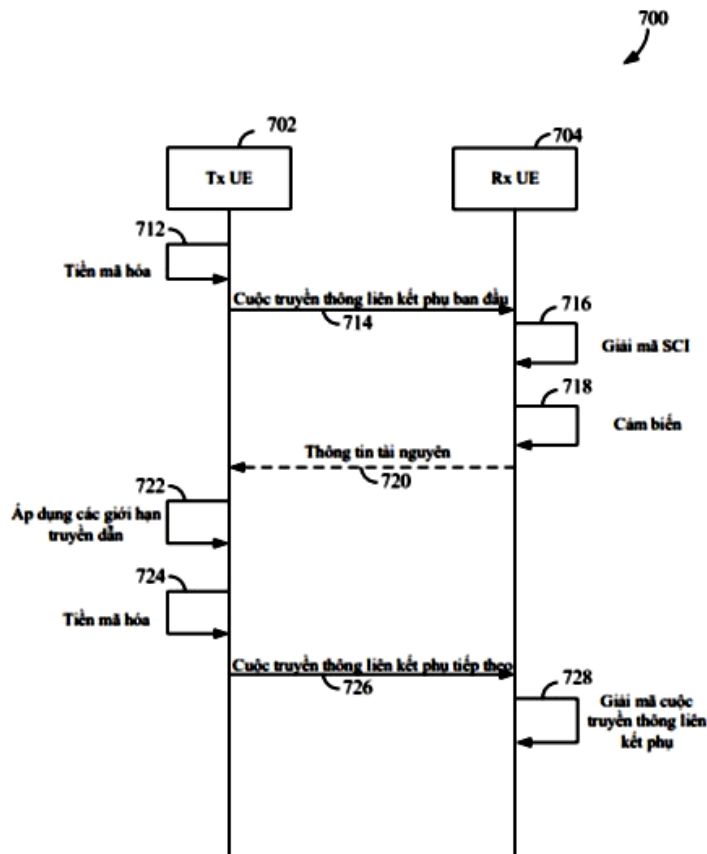 700
702
704
Tx UE
Rx UE
712
Tiền mã hóa
Cuộc truyền thông liên kết phụ ban đầu
714
716
Giải mã SCI
718
Cảm biến
Thông tin tài nguyên
720
722
Áp dụng các giới hạn
truyền dẫn
724
Tiền mã hóa
Cuộc truyền thông liên kết phụ tiếp theo
726
728
Giải mã cuộc
truyền thông liên
kết phụ